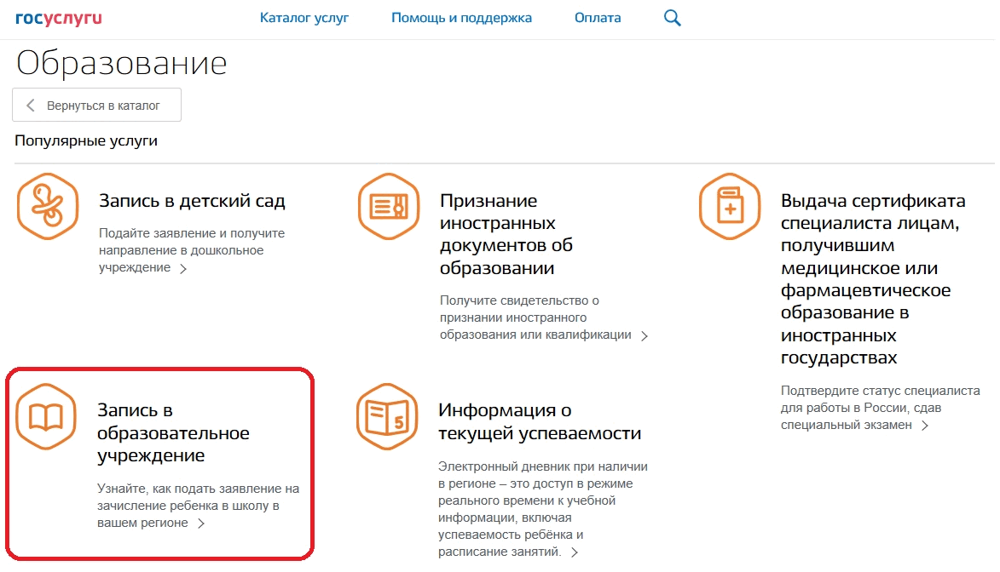 госуслуги
Каталог услуг
Помощь и поддержка
Оплата
Образование
Вернуться в каталог
Популярные услуги
Запись в детский сад
Подайте заявление и получите
направление в дошкольное
учреждение
Признание
иностранных
документов об
образовании
Получите свидетельство о
признании иностранного
образования или квалификации
Выдача сертификата
специалиста лицам,
получившим
медицинское или
фармацевтическое
образование в
иностранных
государствах
Подтвердите статус специалиста
для работы в России, сдав
специальный экзамен
Запись в
образовательное
учреждение
Узнайте, как подать заявление на
зачисление ребенка в школу в
вашем регионе
5
Информация о
текущей успеваемости
Электронный дневник при наличии
в регионе – это доступ в режиме
реального времени к учебной
информации, включая
успеваемость ребёнка и
расписание занятий.